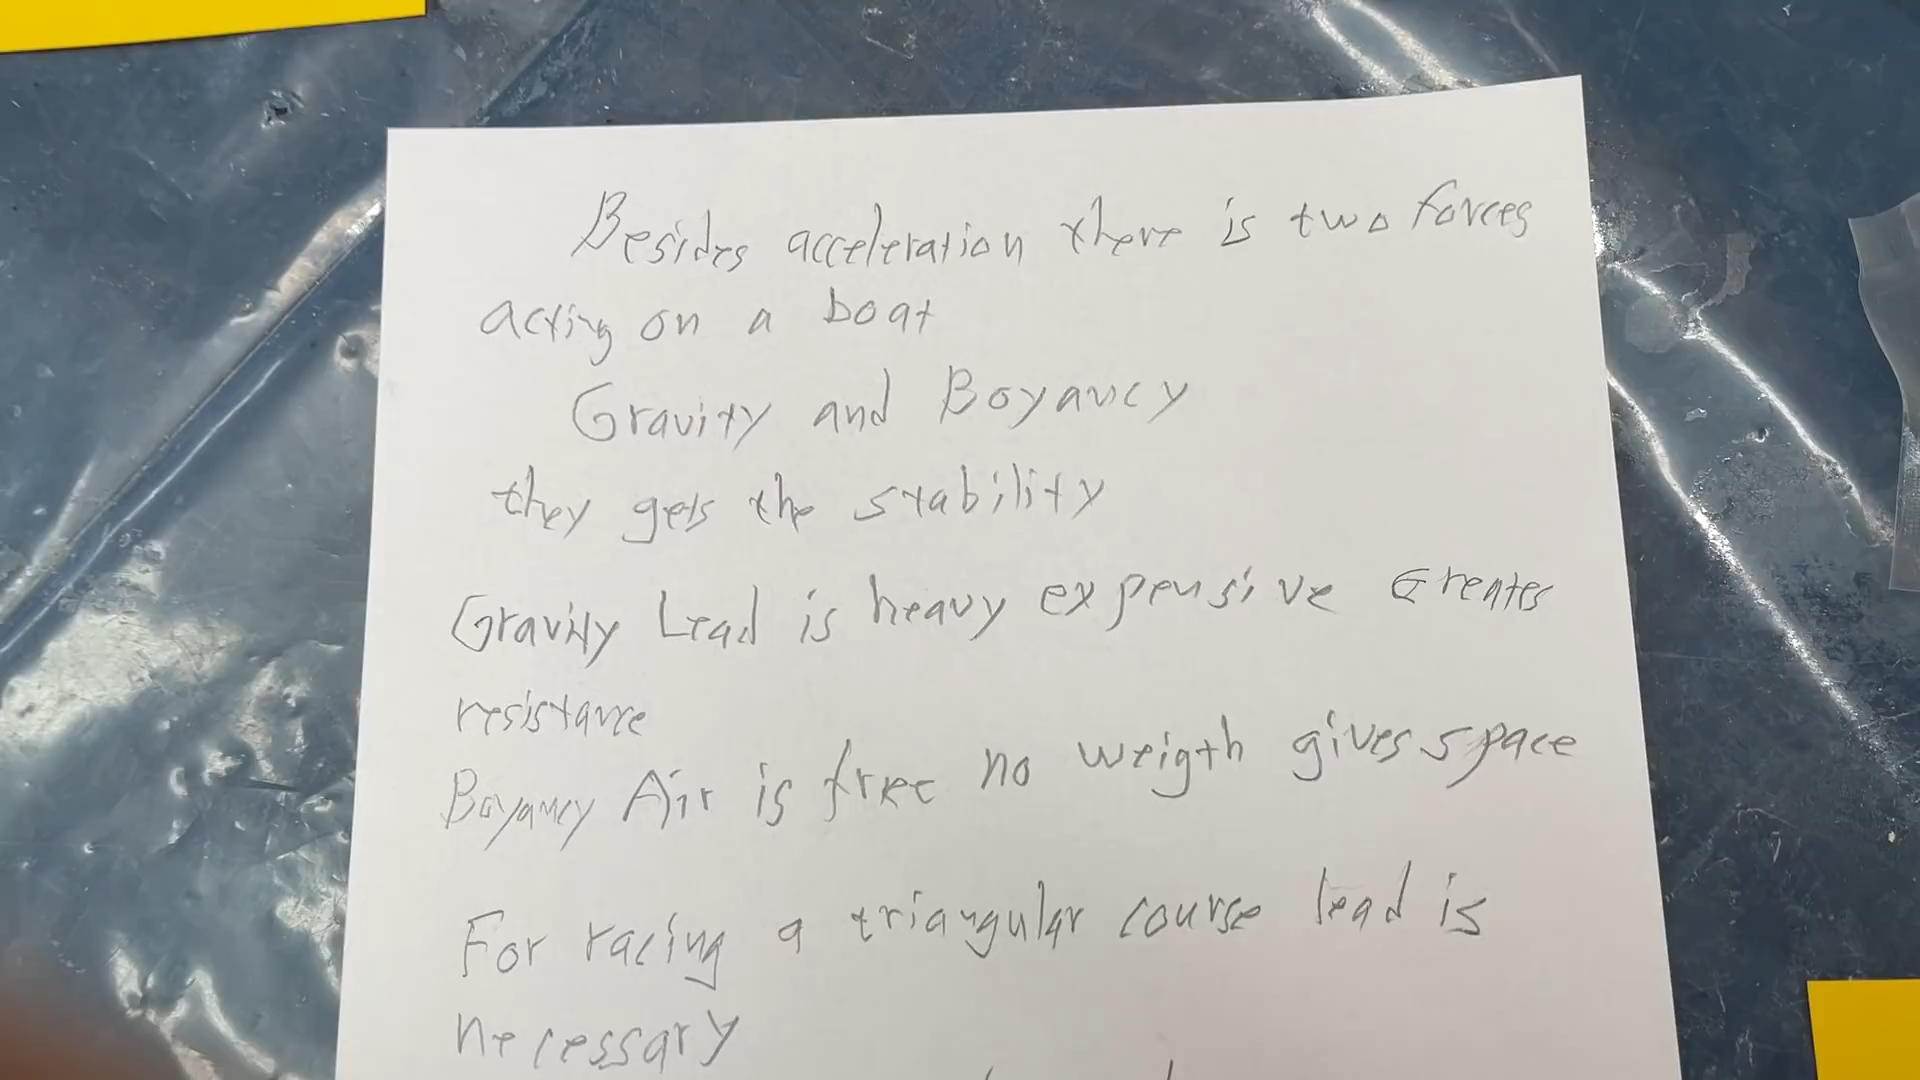 Besides acceleration there is two forces
acting on a boat
Gravity and Boyancy
they gets the stability
Gravity Lead is heavy expensive Creates
resistance
Boyancy Air is free no weigth gives space
For racing a triangular course lead is
necessary